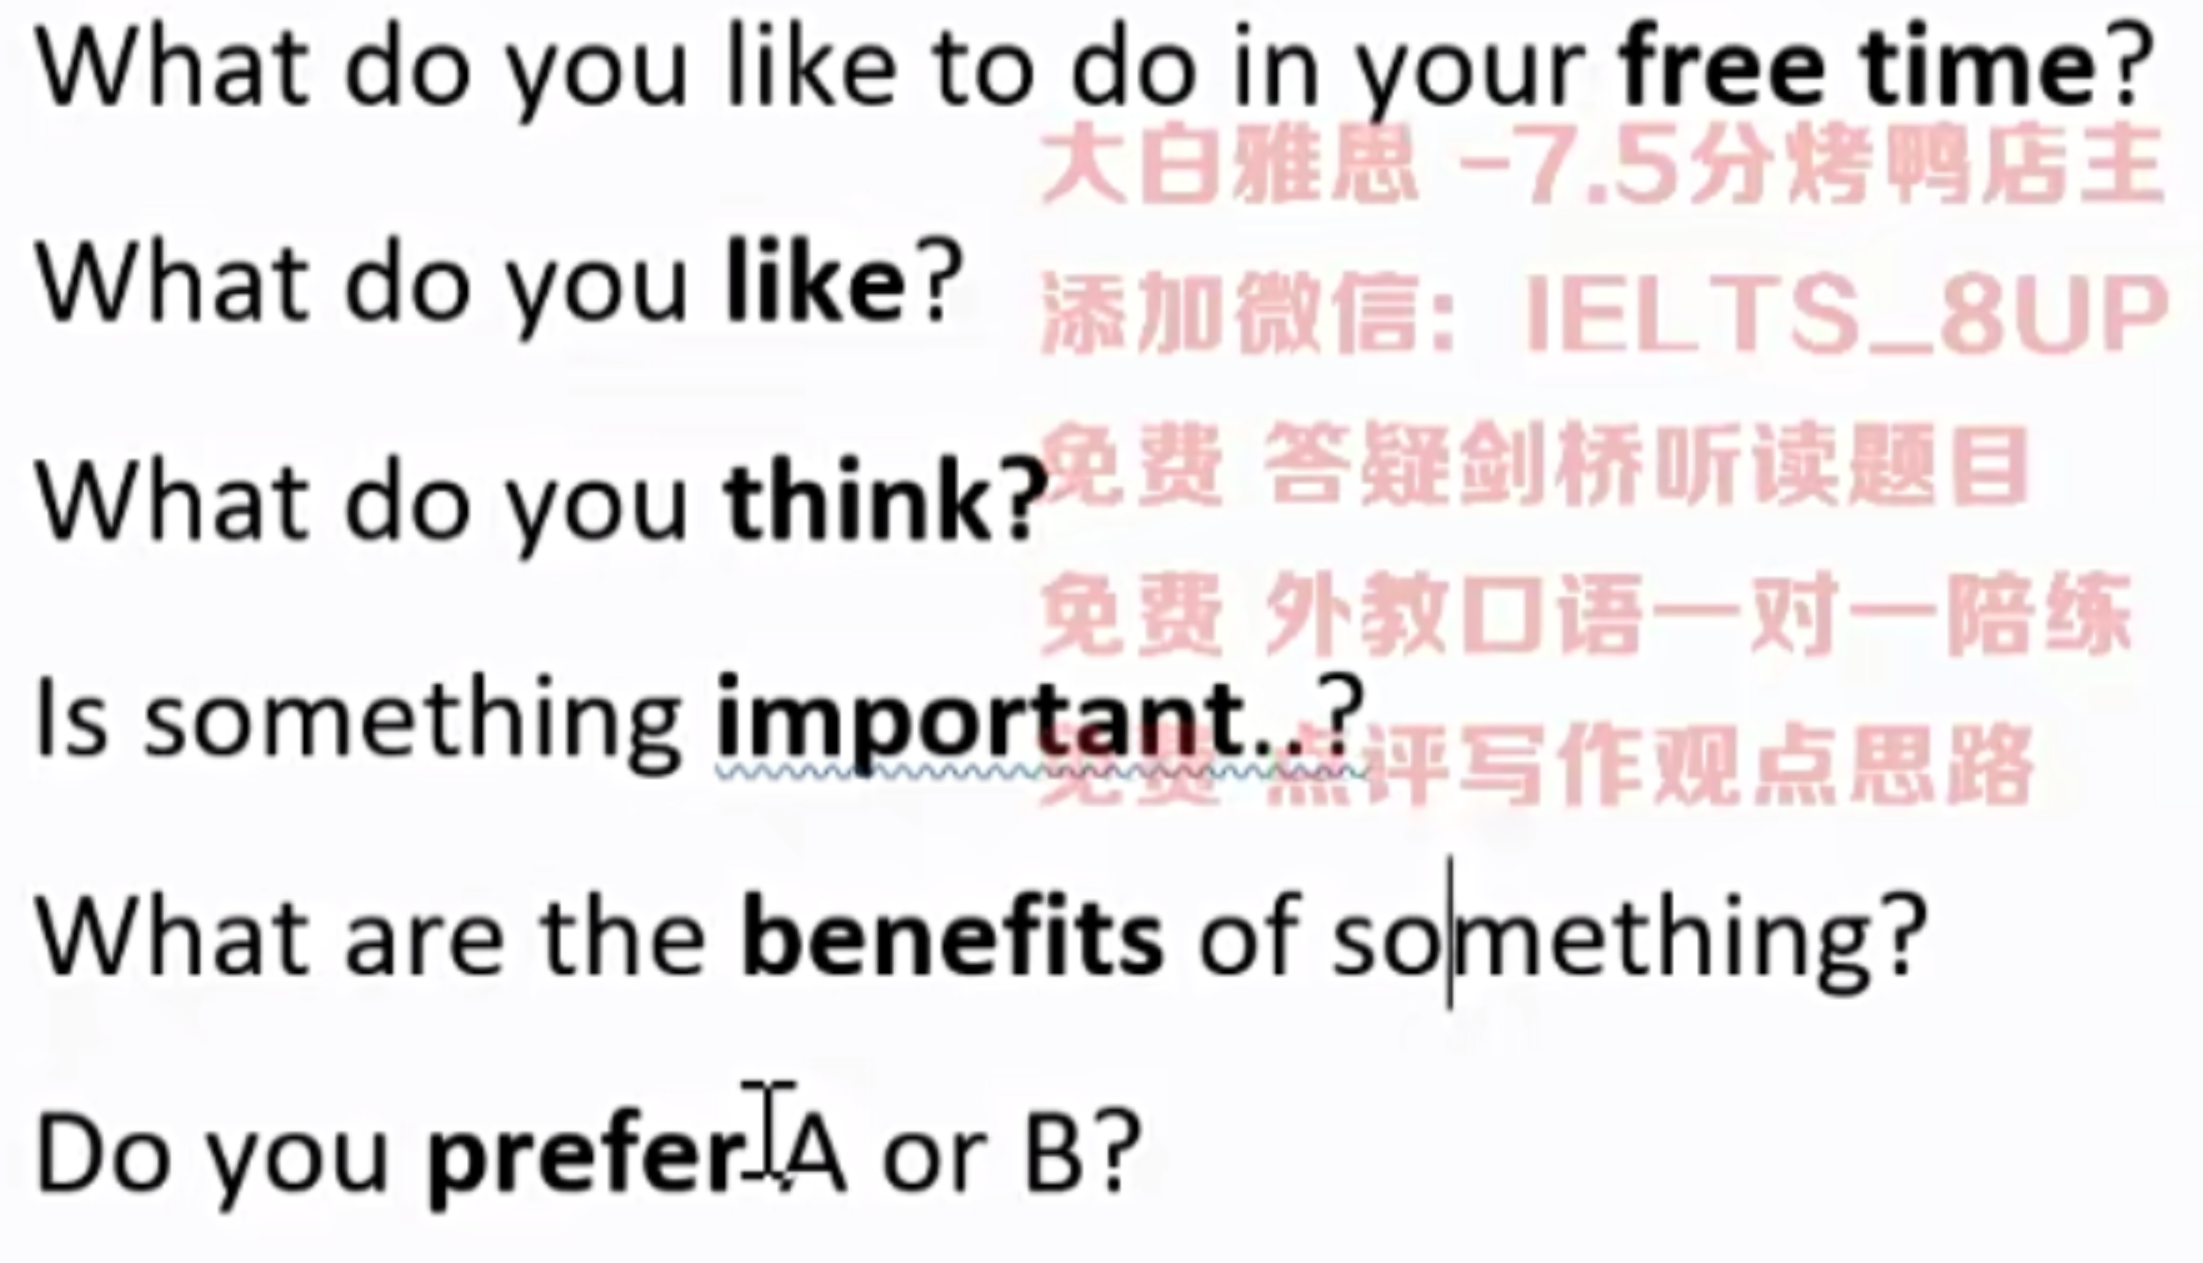 What do you like to do in your free time?
大白雅思 -7.5分烤鸭店主
What do you like?
添加微信: IELTS_8UP
免费 答疑剑桥听读题目
What do you think?
免费 外教口语一对一陪练
Is something important..?
免费 点评写作观点思路
What are the benefits of something?
Do you prefer A or B?